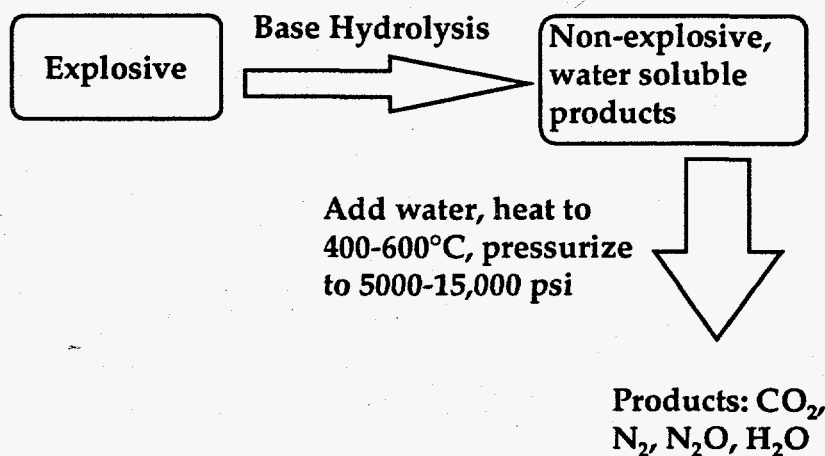 Explosive
Base Hydrolysis
Non-explosive,
water soluble
products
Add water, heat to
400-600°C, pressurize
to 5000-15,000 psi
Products: CO₂,
N₂, N₂O, H₂O